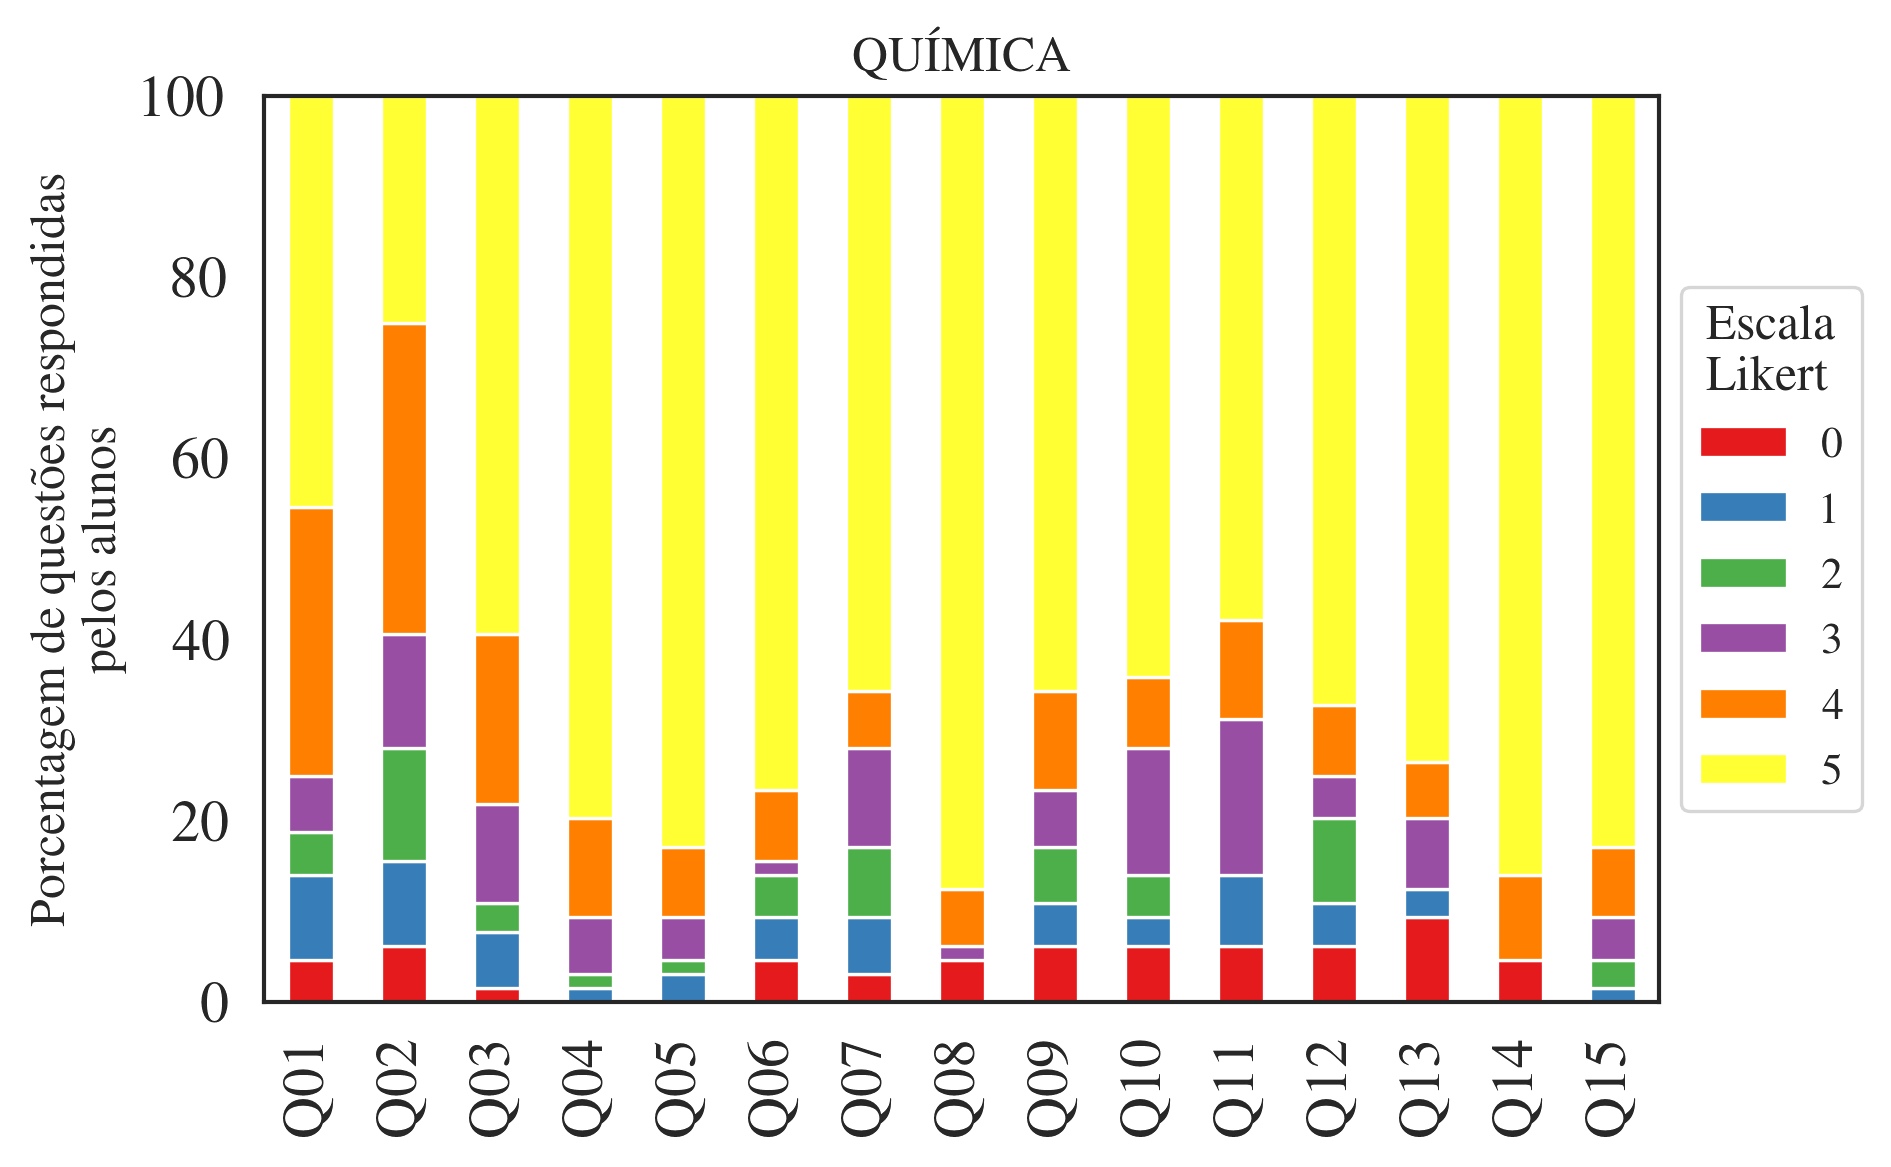 QUÍMICA
Porcentagem de questões respondidas
pelos alunos
100
80
60
40
20
0
Q01
Q02
Q03
Q04
Q05
Q06
Q07
Q08
Q09
Q10
Q11
Q12
Q13
Q14
Q15
Escala
Likert
0
1
2
3
4
5